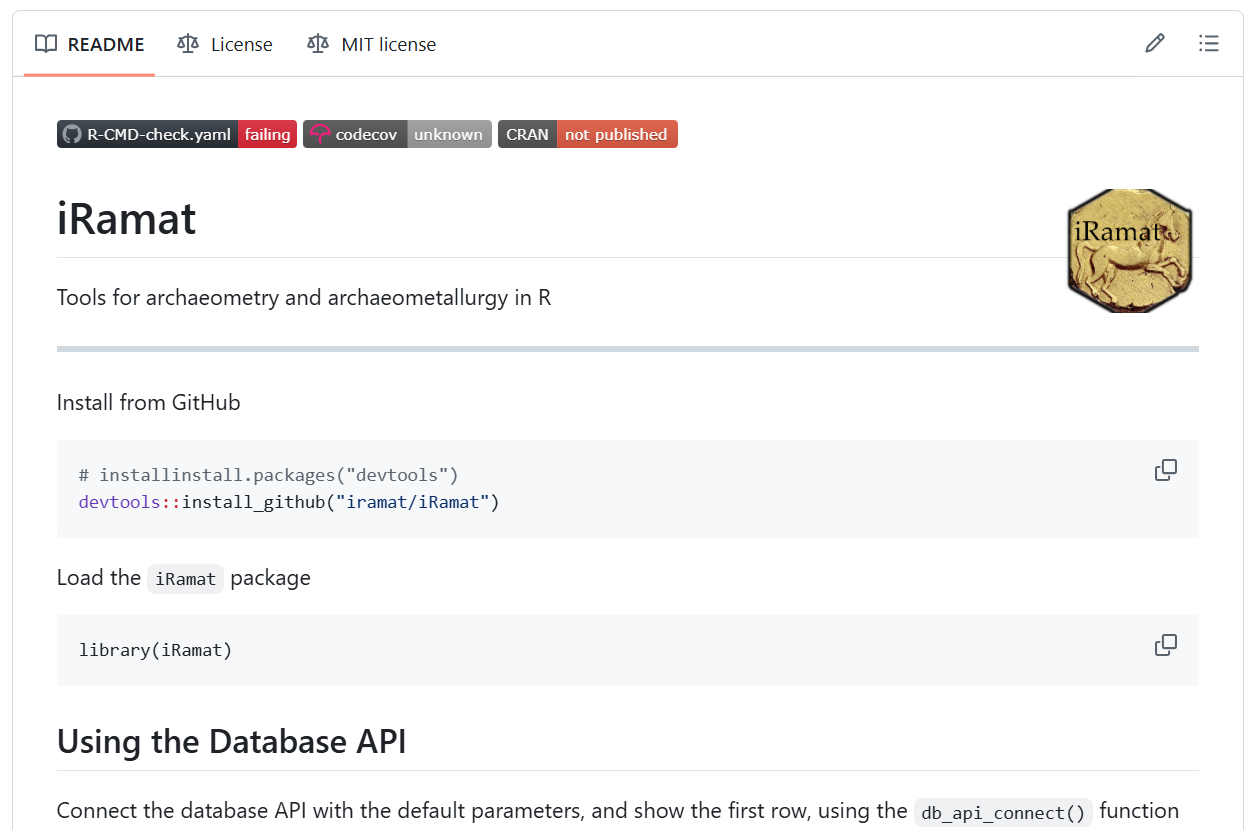 README License MIT license
R-CMD-check.yaml failing codecov unknown CRAN not published
iRamat
iRamat
Tools for archaeometry and archaeometallurgy in R
Install from GitHub
# installinstall.packages("devtools")
devtools::install_github("iramat/iRamat")
Load the iRamat package
library(iRamat)
Using the Database API
Connect the database API with the default parameters, and show the first row, using the db_api_connect() function